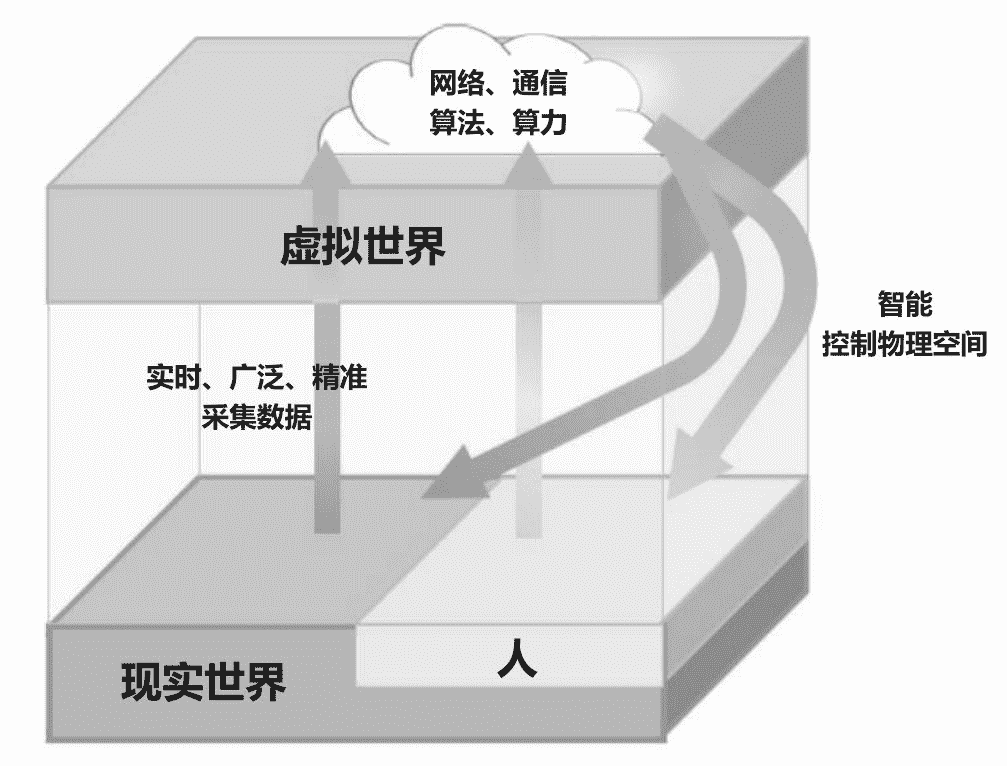 网络、通信
算法、算力
虚拟世界
智能
控制物理空间
实时、广泛、精准
采集数据
人
现实世界